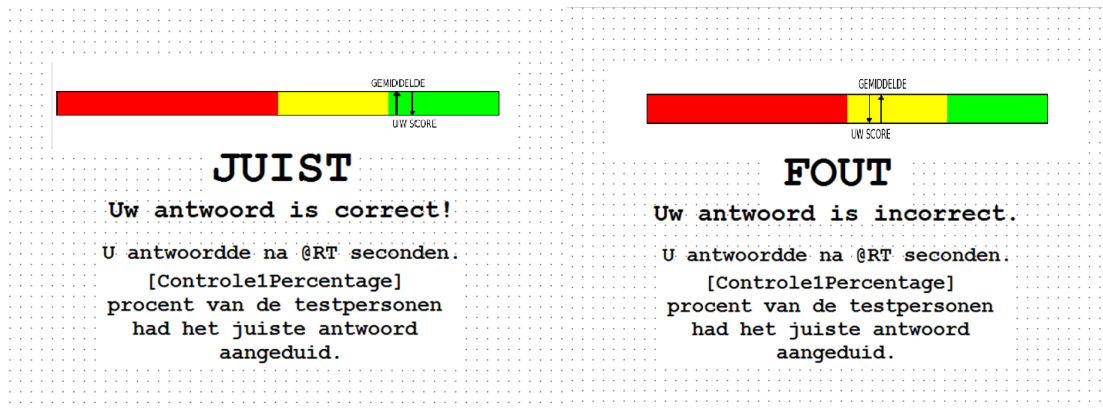 GEMIDDELDE
UW SCORE
JUIST
Uw antwoord is correct!
U antwoordde na @RT seconden.
[Controle1Percentage]
procent van de testpersonen
had het juiste antwoord
aangeduid.
GEMIDDELDE
UW SCORE
FOUT
Uw antwoord is incorrect.
U antwoordde na @RT seconden.
[Controle1Percentage]
procent van de testpersonen
had het juiste antwoord
aangeduid.